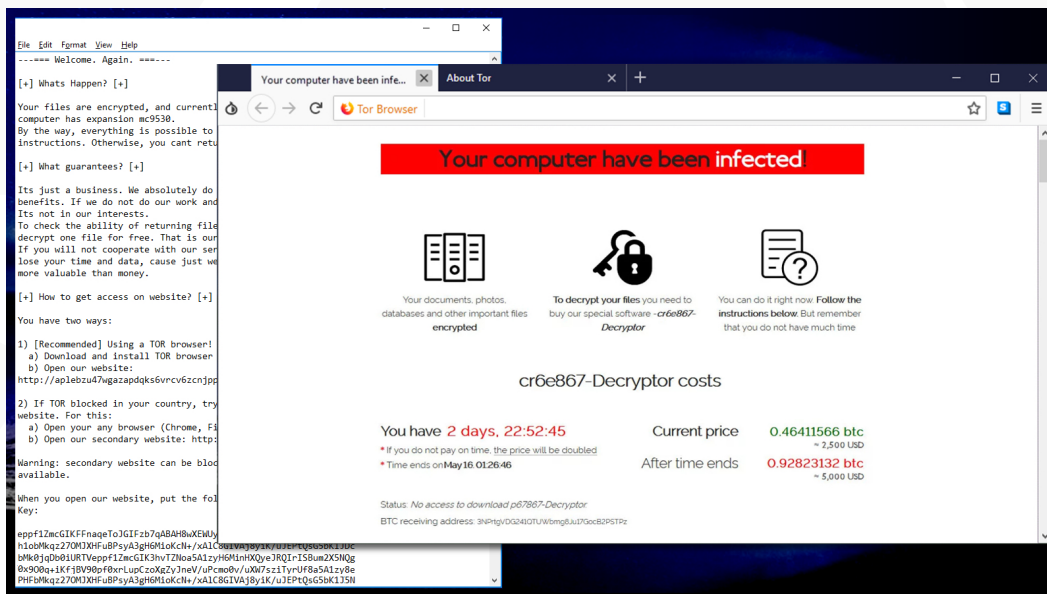 File Edit Format View Help
---=== Welcome. Again. ===---
[+] Whats Happen? [+]
Your files are encrypted, and currentl
computer has expansion mc9530.
By the way, everything is possible to
instructions. Otherwise, you cant retu
[+] What guarantees? [+]
Its just a business. We absolutely do
benefits. If we do not do our work and
Its not in our interests.
To check the ability of returning file
decrypt one file for free. That is our
If you will not cooperate with our ser
lose your time and data, cause just we
more valuable than money.
[+] How to get access on website? [+]
You have two ways:
1) [Recommended] Using a TOR browser!
a) Download and install TOR browser
b) Open our website:
http://aplebzu47wgazapdqks6vrcv6zcnjpp
2) If TOR blocked in your country, try
website. For this:
a) Open your any browser (Chrome, Fi
b) Open our secondary website: http:
Warning: secondary website can be bloc
available.
When you open our website, put the fol
Key:
Your computer have been infe...
About Tor
Tor Browser
S
Your computer have been infected!
Your documents, photos,
databases and other important files
encrypted
To decrypt your files you need to
buy our special software - cr6e867-
Decryptor
You can do it right now. Follow the
instructions below. But remember
that you do not have much time
cr6e867-Decryptor costs
You have 2 days, 22:52:45
* If you do not pay on time, the price will be doubled
* Time ends on May 16, 01:26:46
Current price 0.46411566 btc
≈ 2,500 USD
After time ends 0.92823132 btc
≈ 5,000 USD
Status: No access to download p67867-Decryptor
BTC receiving address: